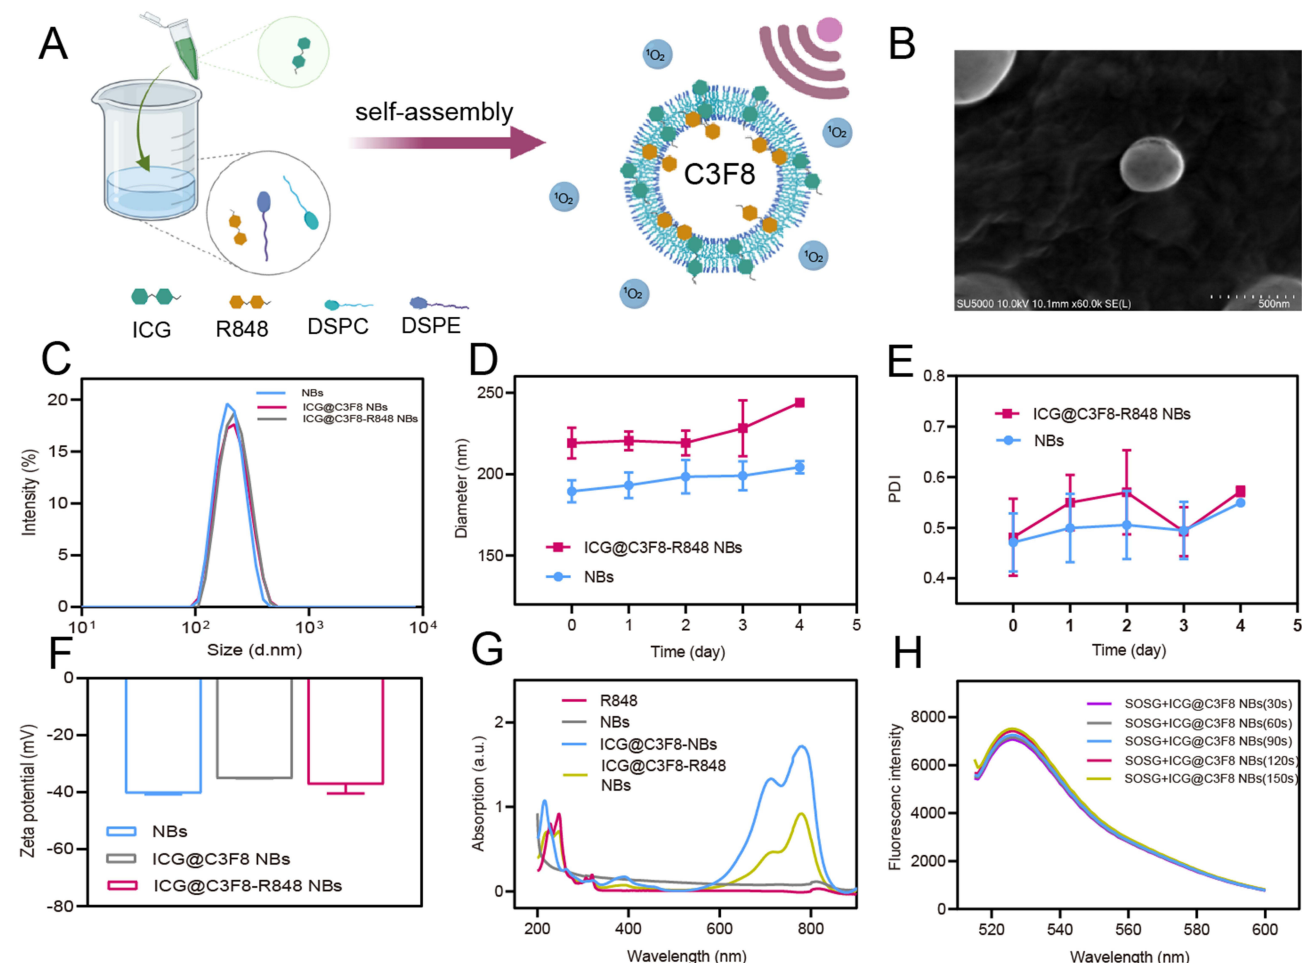 A
self-assembly
¹O₂
¹O₂
¹O₂
¹O₂
¹O₂
C3F8
ICG
R848
DSPC
DSPE
B
SU5000 10.0kV 10.1mm x60.0k SE(L)
500nm
C
NBs
ICG@C3F8 NBs
ICG@C3F8-R848 NBs
Intensity (%)
20
15
10
5
0
10¹
10²
10³
10⁴
Size (d.nm)
D
Diameter (nm)
250
200
150
ICG@C3F8-R848 NBs
NBs
0 1 2 3 4 5
Time (day)
E
PDI
0.8
0.6
0.5
0.4
ICG@C3F8-R848 NBs
NBs
0 1 2 3 4 5
Time (day)
F
Zeta potential (mV)
0
-20
-40
-60
-80
NBs
ICG@C3F8 NBs
ICG@C3F8-R848 NBs
G
Absorption (a.u.)
2
1
0
R848
NBs
ICG@C3F8-NBs
ICG@C3F8-R848
NBs
200 400 600 800
Wavelength (nm)
H
Fluorescenc intensity
8000
6000
4000
2000
0
SOSG+ICG@C3F8 NBs(30s)
SOSG+ICG@C3F8 NBs(60s)
SOSG+ICG@C3F8 NBs(90s)
SOSG+ICG@C3F8 NBs(120s)
SOSG+ICG@C3F8 NBs(150s)
520 540 560 580 600
Wavelength (nm)